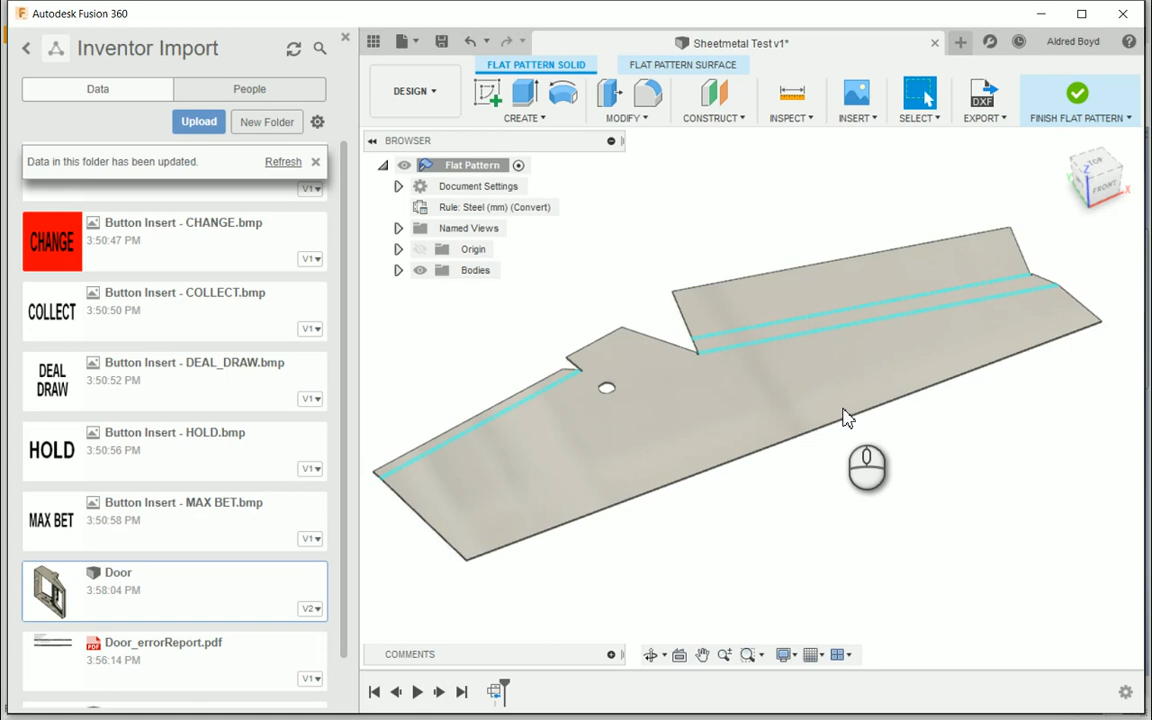 Autodesk Fusion 360
Inventor Import
Data
People
Upload
New Folder
Data in this folder has been updated.
Refresh
V1
CHANGE
Button Insert - CHANGE.bmp
3:50:47 PM
V1
COLLECT
Button Insert - COLLECT.bmp
3:50:50 PM
V1
DEAL
DRAW
Button Insert - DEAL_DRAW.bmp
3:50:52 PM
V1
HOLD
Button Insert - HOLD.bmp
3:50:56 PM
V1
MAX BET
Button Insert - MAX BET.bmp
3:50:58 PM
V1
Door
3:58:04 PM
V2
Door_errorReport.pdf
3:56:14 PM
V1
Sheetmetal Test v1*
Aldred Boyd
FLAT PATTERN SOLID
FLAT PATTERN SURFACE
DESIGN
CREATE
MODIFY
CONSTRUCT
INSPECT
INSERT
SELECT
DXF
EXPORT
FINISH FLAT PATTERN
BROWSER
Flat Pattern
Document Settings
Rule: Steel (mm) (Convert)
Named Views
Origin
Bodies
TOP
FRONT
X
Y
Z
COMMENTS